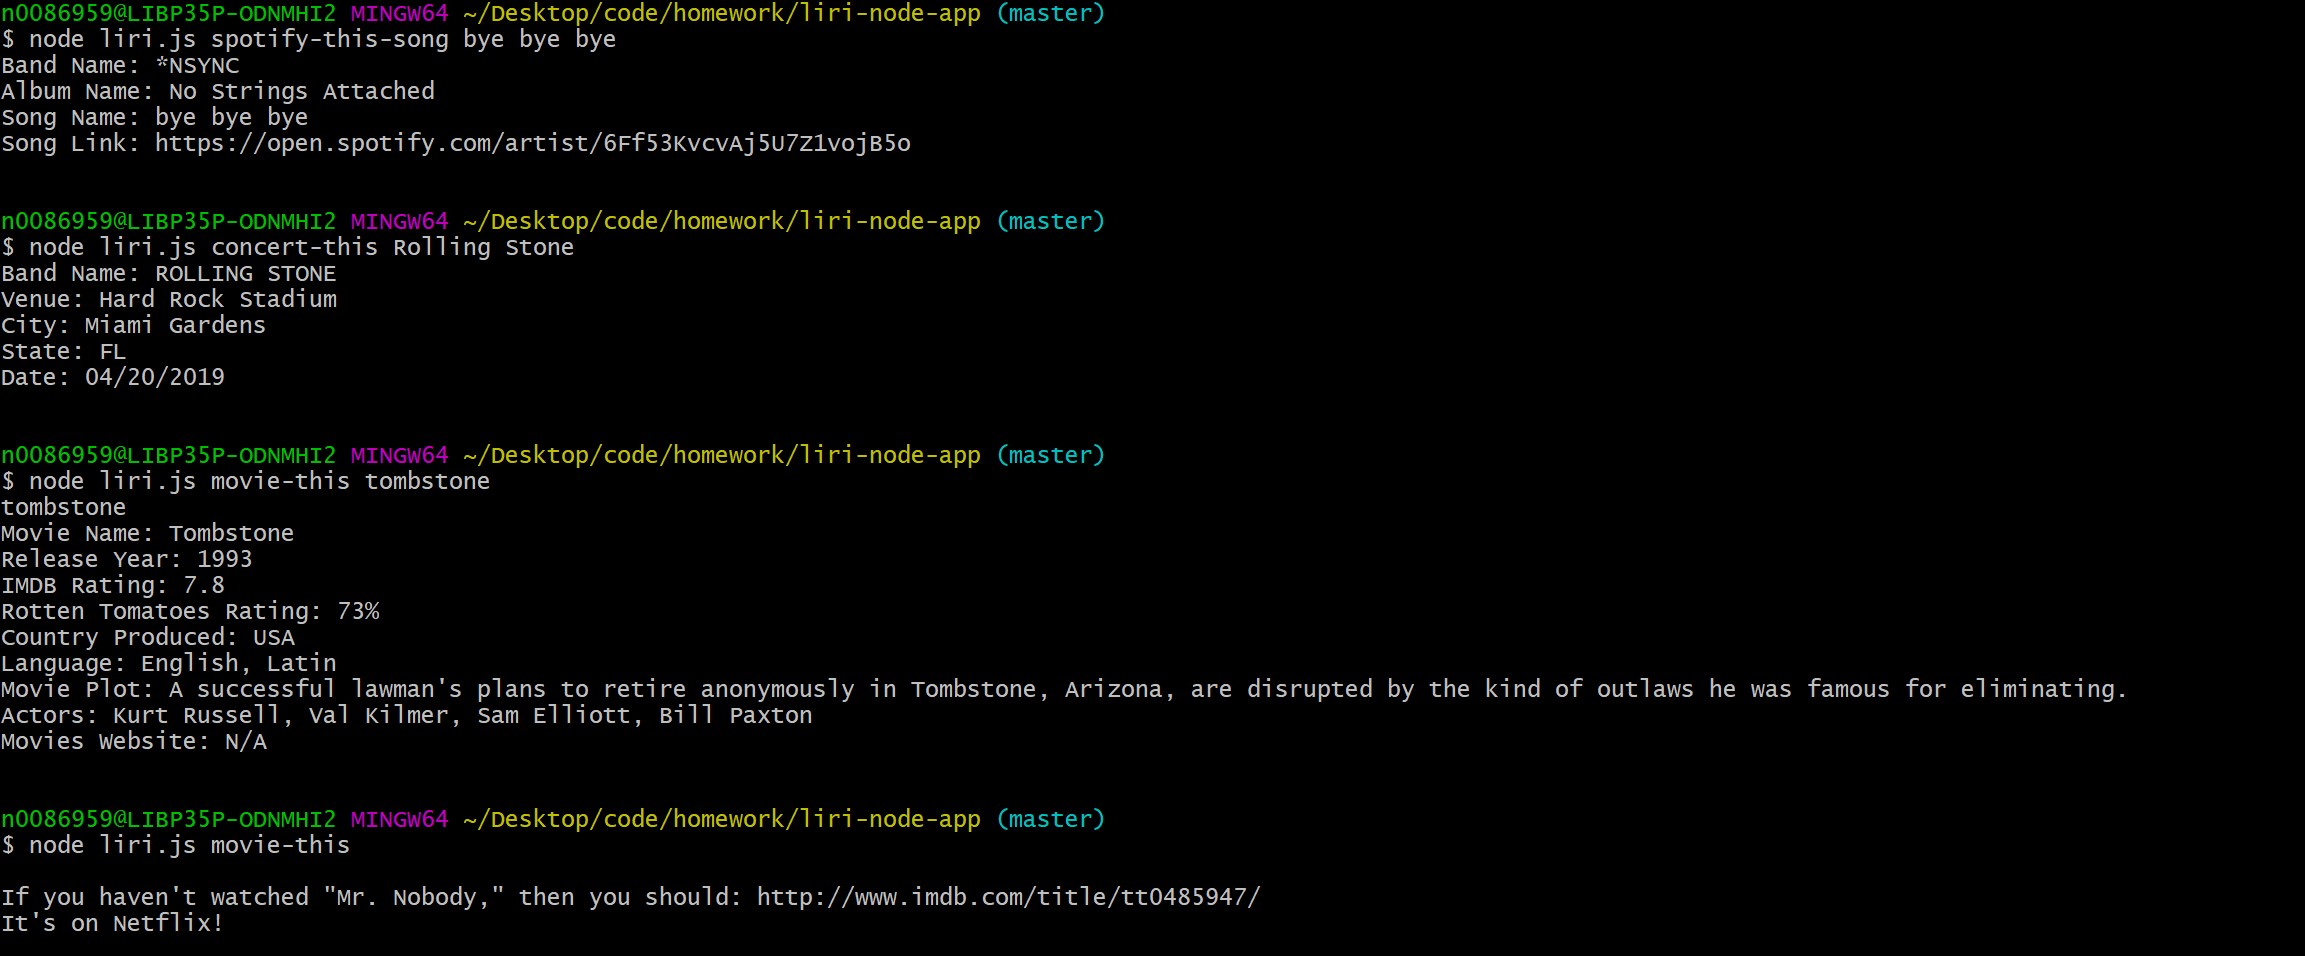 n0086959@LIBP35P-ODNMHI2 MINGW64 ~/Desktop/code/homework/liri-node-app (master)
$ node liri.js spotify-this-song bye bye bye
Band Name: *NSYNC
Album Name: No Strings Attached
Song Name: bye bye bye
Song Link: https://open.spotify.com/artist/6Ff53KvcvAj5U7Z1vojB5o
n0086959@LIBP35P-ODNMHI2 MINGW64 ~/Desktop/code/homework/liri-node-app (master)
$ node liri.js concert-this Rolling Stone
Band Name: ROLLING STONE
Venue: Hard Rock Stadium
City: Miami Gardens
State: FL
Date: 04/20/2019
n0086959@LIBP35P-ODNMHI2 MINGW64 ~/Desktop/code/homework/liri-node-app (master)
$ node liri.js movie-this tombstone
tombstone
Movie Name: Tombstone
Release Year: 1993
IMDB Rating: 7.8
Rotten Tomatoes Rating: 73%
Country Produced: USA
Language: English, Latin
Movie Plot: A successful lawman's plans to retire anonymously in Tombstone, Arizona, are disrupted by the kind of outlaws he was famous for eliminating.
Actors: Kurt Russell, Val Kilmer, Sam Elliott, Bill Paxton
Movies Website: N/A
n0086959@LIBP35P-ODNMHI2 MINGW64 ~/Desktop/code/homework/liri-node-app (master)
$ node liri.js movie-this
If you haven't watched "Mr. Nobody," then you should: http://www.imdb.com/title/tt0485947/
It's on Netflix!